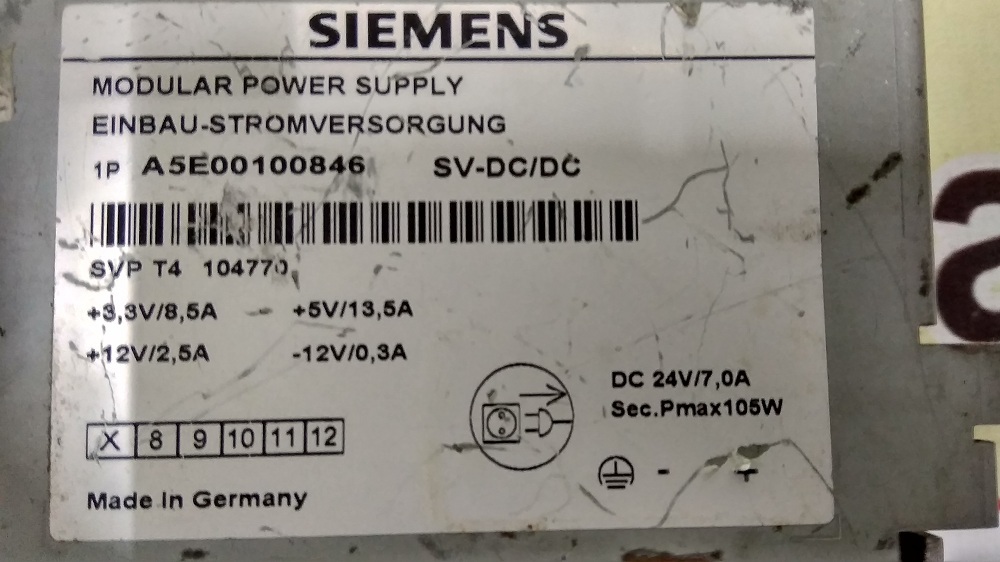 SIEMENS
MODULAR POWER SUPPLY
EINBAU-STROMVERSORGUNG
1P A5E00100846 SV-DC/DC
SVP T4 104770
+3,3V/8,5A +5V/13,5A
+12V/2,5A -12V/0,3A
DC 24V/7,0A
Sec.Pmax105W
X 8 9 10 11 12
- +
Made in Germany
a